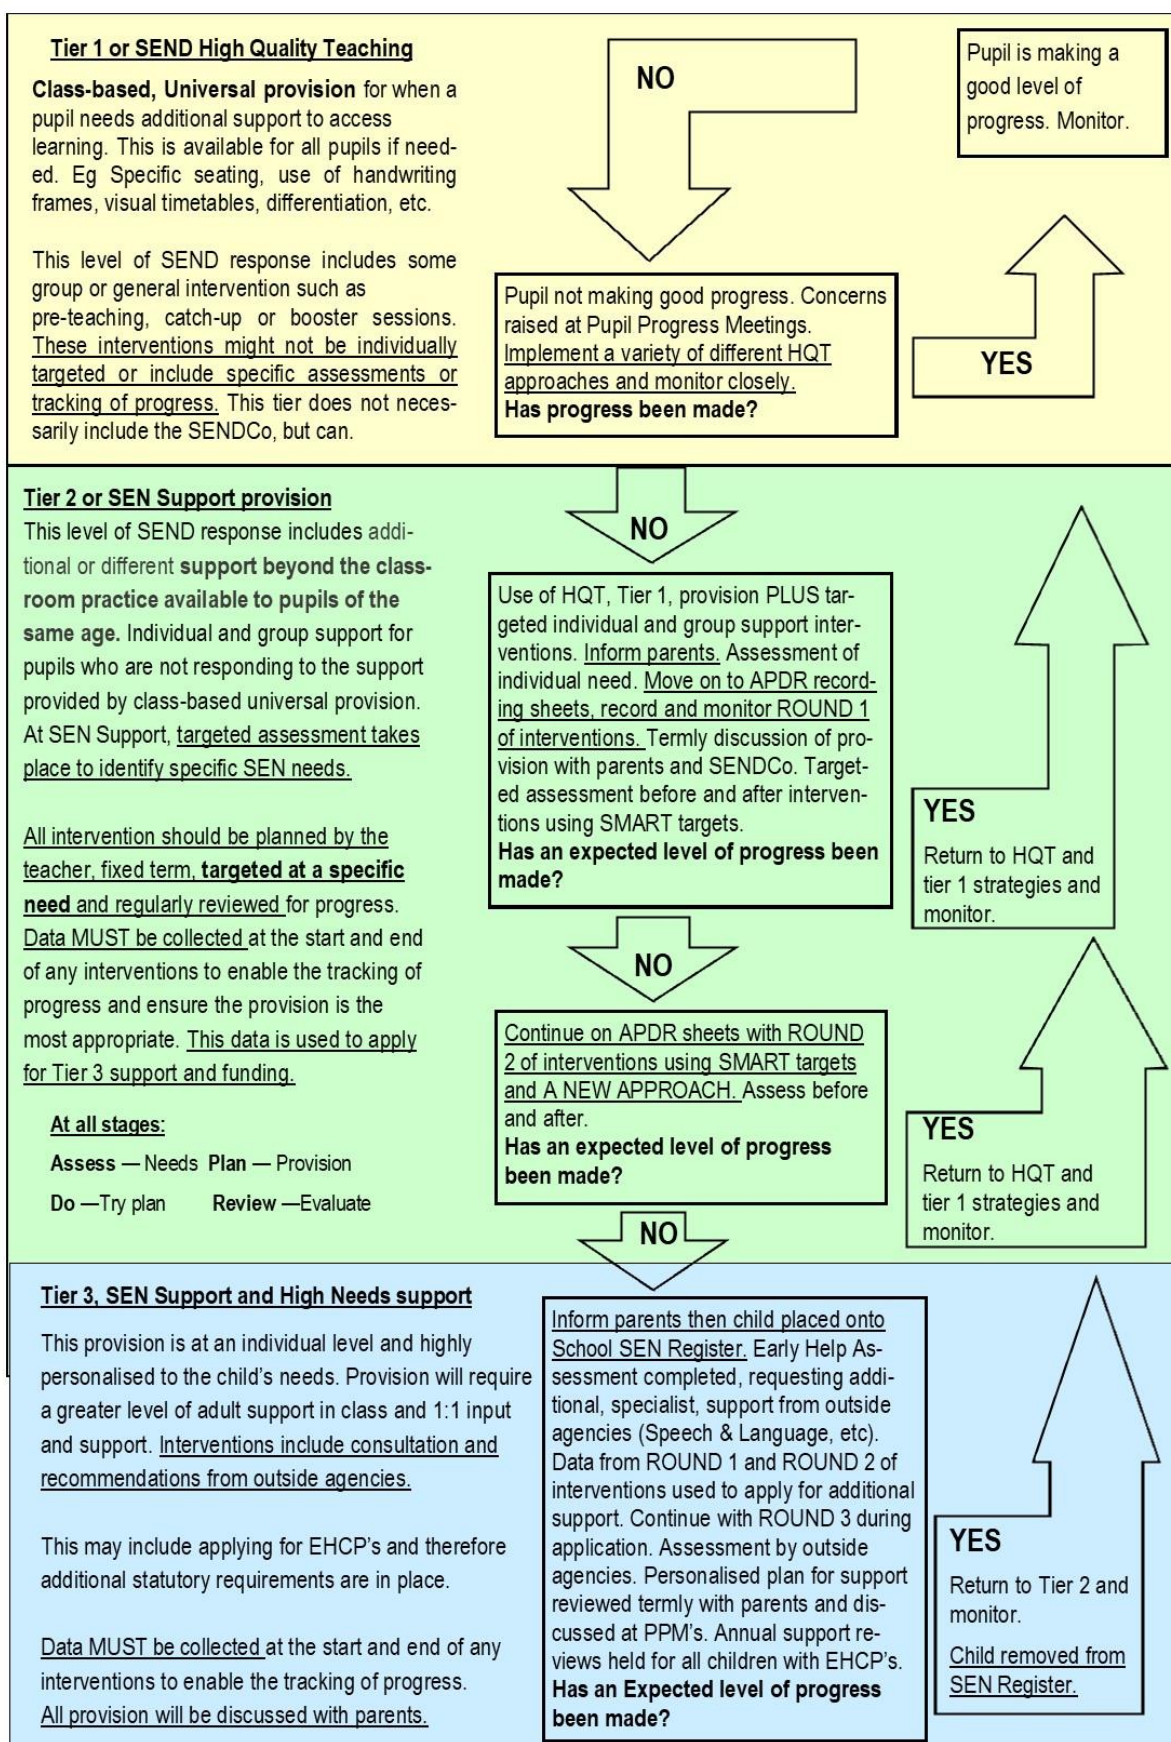 Tier 1 or SEND High Quality Teaching
Class-based, Universal provision for when a
pupil needs additional support to access
learning. This is available for all pupils if need-
ed. Eg Specific seating, use of handwriting
frames, visual timetables, differentiation, etc.
This level of SEND response includes some
group or general intervention such as
pre-teaching, catch-up or booster sessions.
These interventions might not be individually
targeted or include specific assessments or
tracking of progress. This tier does not neces-
sarily include the SENDCo, but can.
NO
Pupil is making a
good level of
progress. Monitor.
Pupil not making good progress. Concerns
raised at Pupil Progress Meetings.
Implement a variety of different HQT
approaches and monitor closely.
Has progress been made?
YES
Tier 2 or SEN Support provision
This level of SEND response includes addi-
tional or different support beyond the class-
room practice available to pupils of the
same age. Individual and group support for
pupils who are not responding to the support
provided by class-based universal provision.
At SEN Support, targeted assessment takes
place to identify specific SEN needs.
All intervention should be planned by the
teacher, fixed term, targeted at a specific
need and regularly reviewed for progress.
Data MUST be collected at the start and end
of any interventions to enable the tracking of
progress and ensure the provision is the
most appropriate. This data is used to apply
for Tier 3 support and funding.
At all stages:
Assess — Needs Plan — Provision
Do —Try plan Review —Evaluate
NO
Use of HQT, Tier 1, provision PLUS tar-
geted individual and group support inter-
ventions. Inform parents. Assessment of
individual need. Move on to APDR record-
ing sheets, record and monitor ROUND 1
of interventions. Termly discussion of pro-
vision with parents and SENDCo. Target-
ed assessment before and after interven-
tions using SMART targets.
Has an expected level of progress been
made?
YES
Return to HQT and
tier 1 strategies and
monitor.
NO
Continue on APDR sheets with ROUND
2 of interventions using SMART targets
and A NEW APPROACH. Assess before
and after.
Has an expected level of progress
been made?
YES
Return to HQT and
tier 1 strategies and
monitor.
NO
Tier 3, SEN Support and High Needs support
This provision is at an individual level and highly
personalised to the child's needs. Provision will require
a greater level of adult support in class and 1:1 input
and support. Interventions include consultation and
recommendations from outside agencies.
This may include applying for EHCP's and therefore
additional statutory requirements are in place.
Data MUST be collected at the start and end of any
interventions to enable the tracking of progress.
All provision will be discussed with parents.
Inform parents then child placed onto
School SEN Register. Early Help As-
sessment completed, requesting addi-
tional, specialist, support from outside
agencies (Speech & Language, etc).
Data from ROUND 1 and ROUND 2 of
interventions used to apply for additional
support. Continue with ROUND 3 during
application. Assessment by outside
agencies. Personalised plan for support
reviewed termly with parents and dis-
cussed at PPM's. Annual support re-
views held for all children with EHCP's.
Has an Expected level of progress
been made?
YES
Return to Tier 2 and
monitor.
Child removed from
SEN Register.